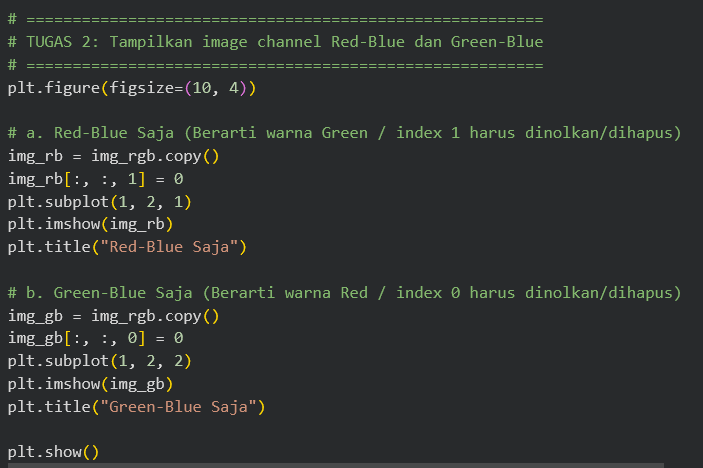 # ========================================================
# TUGAS 2: Tampilkan image channel Red-Blue dan Green-Blue
# ========================================================
plt.figure(figsize=(10, 4))
# a. Red-Blue Saja (Berarti warna Green / index 1 harus dinolkan/dihapus)
img_rb = img_rgb.copy()
img_rb[:, :, 1] = 0
plt.subplot(1, 2, 1)
plt.imshow(img_rb)
plt.title("Red-Blue Saja")
# b. Green-Blue Saja (Berarti warna Red / index 0 harus dinolkan/dihapus)
img_gb = img_rgb.copy()
img_gb[:, :, 0] = 0
plt.subplot(1, 2, 2)
plt.imshow(img_gb)
plt.title("Green-Blue Saja")
plt.show()